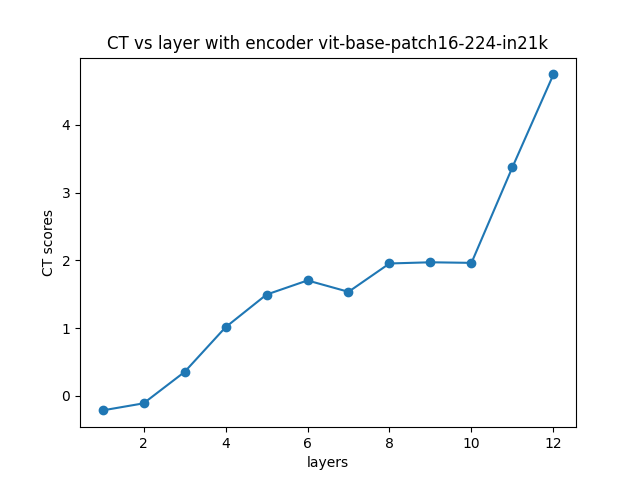 CT vs layer with encoder vit-base-patch16-224-in21k
CT scores
4
3
2
1
0
2 4 6 8 10 12
layers